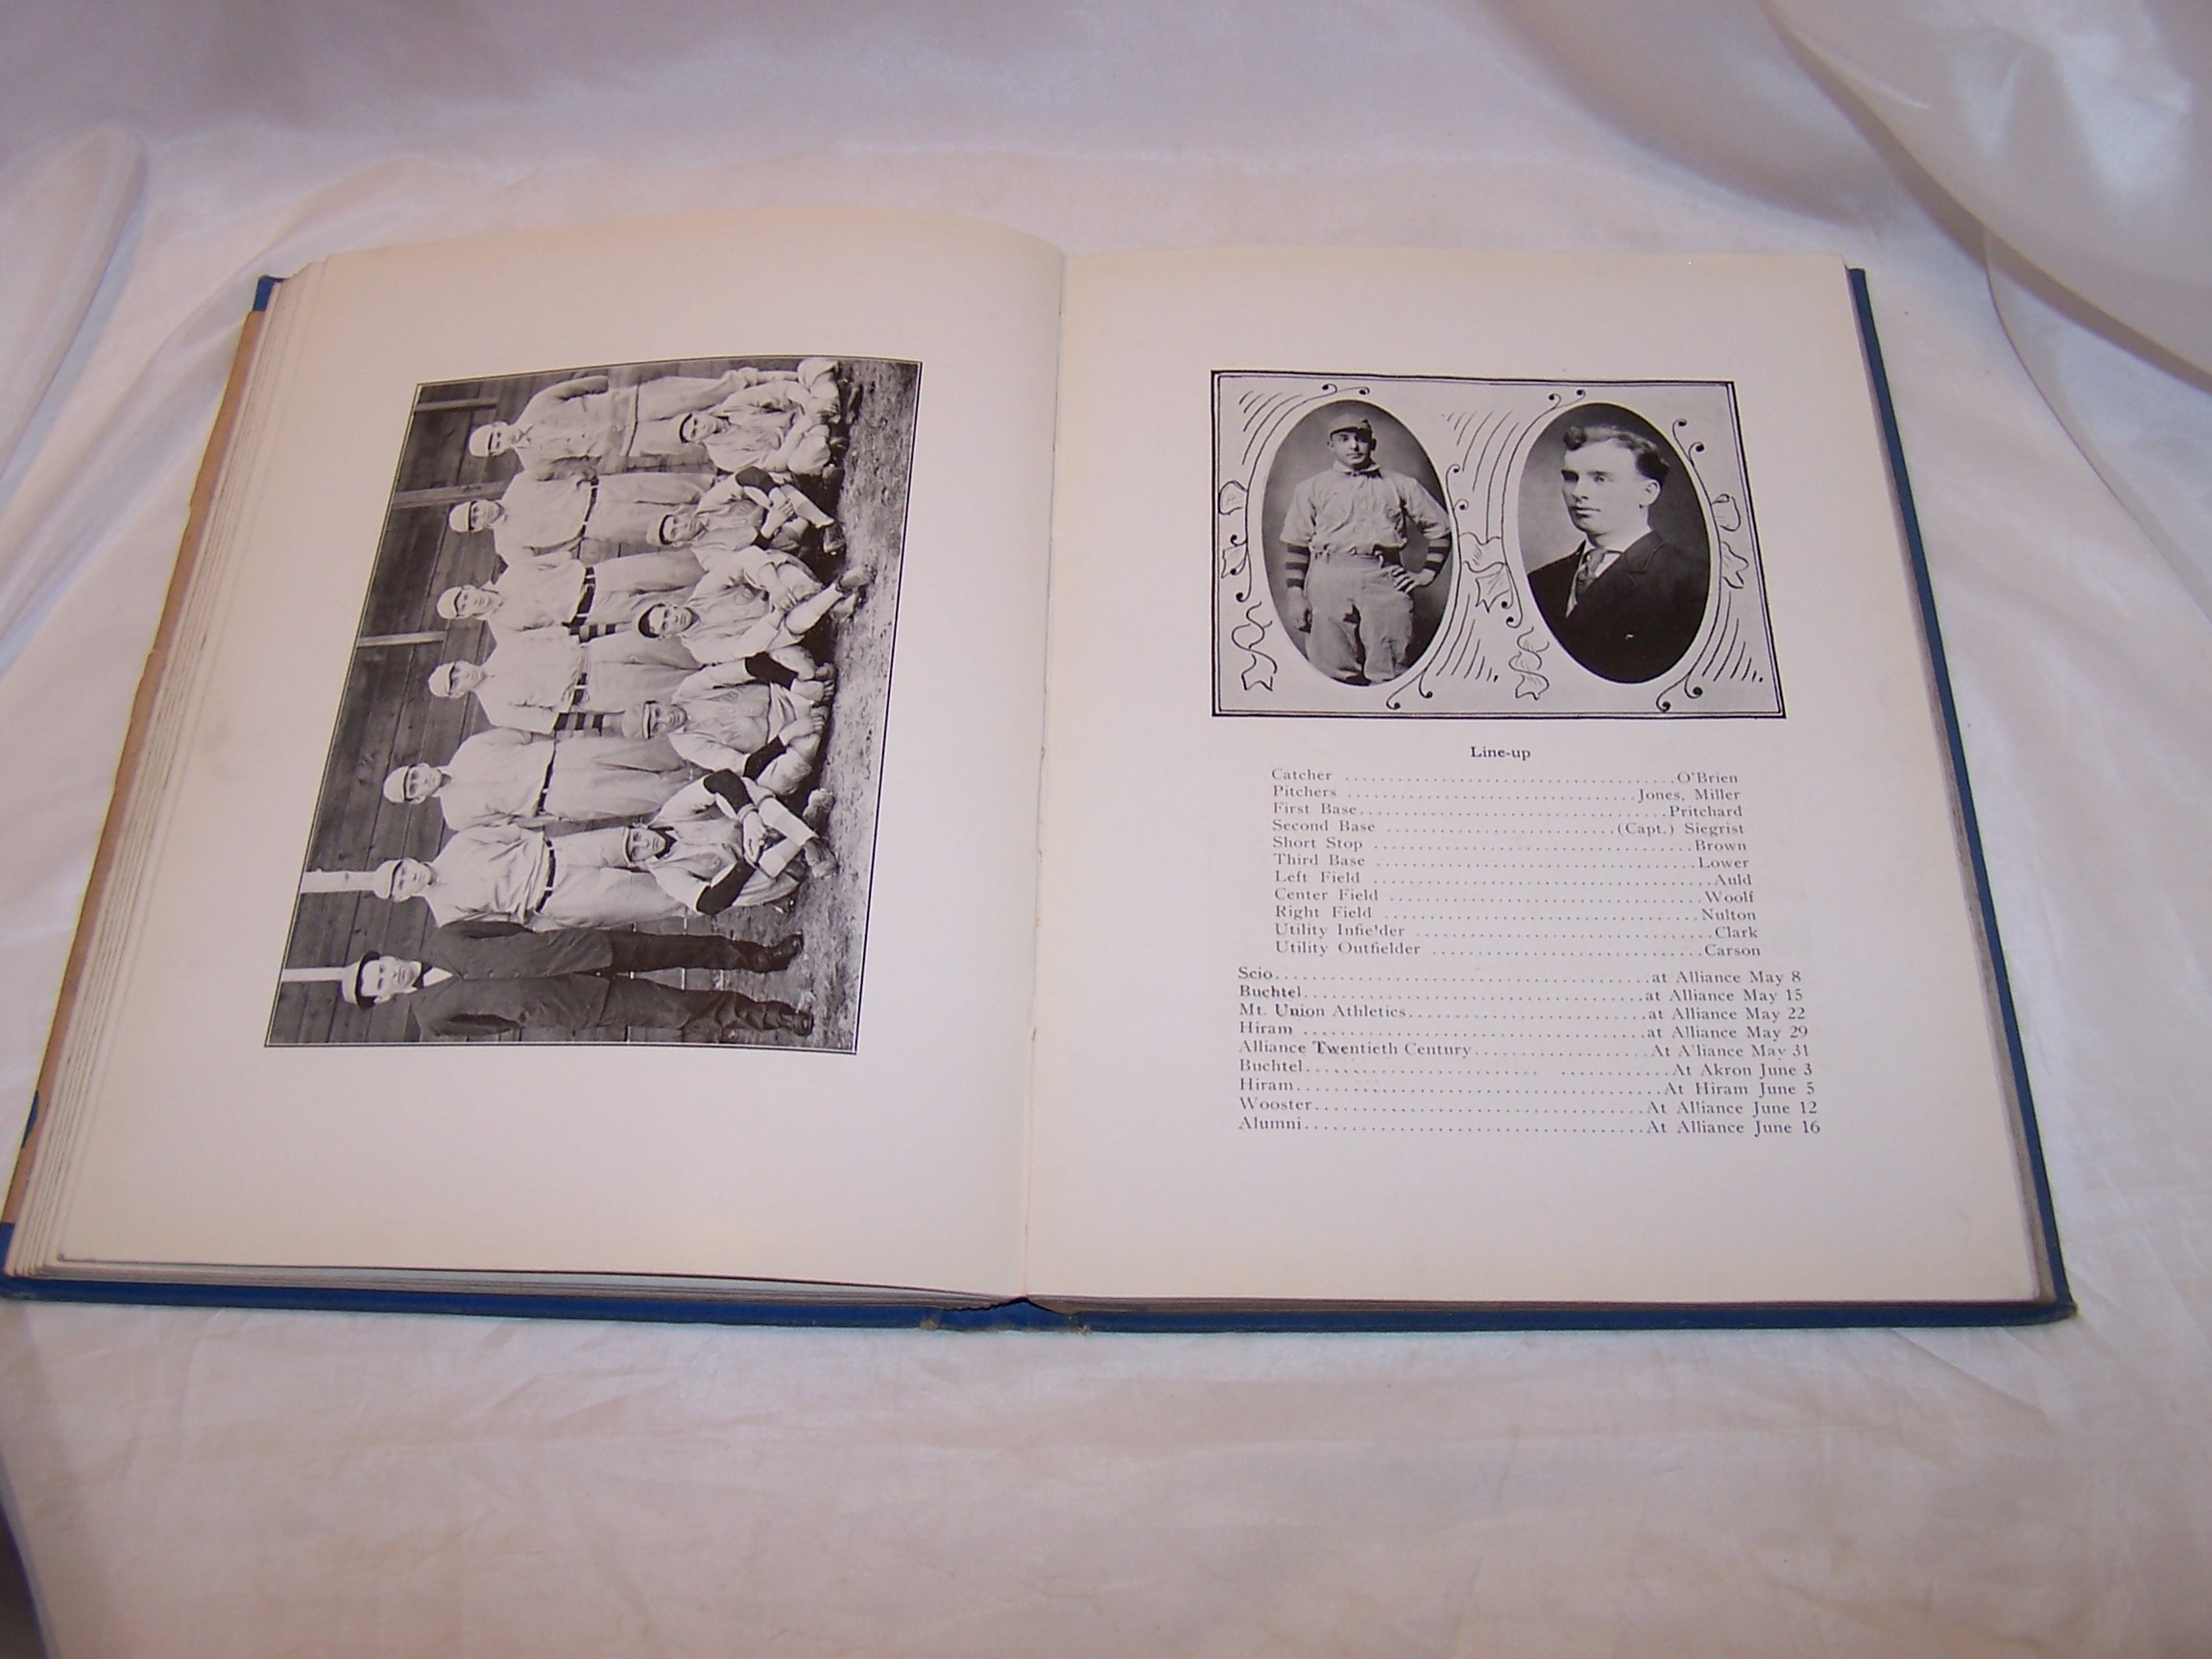 Line-up
Catcher ........................................O'Brien
Pitchers ..................................Jones, Miller
First Base.....................................Pritchard
Second Base ...........................(Capt.) Siegrist
Short Stop .......................................Brown
Third Base .......................................Lower
Left Field .........................................Auld
Center Field .....................................Woolf
Right Field .....................................Nulton
Utility Infie'der ..................................Clark
Utility Outfielder ................................Carson
Scio............................................at Alliance May 8
Buchtel........................................at Alliance May 15
Mt. Union Athletics............................at Alliance May 22
Hiram ........................................at Alliance May 29
Alliance Twentieth Century.....................At A'liance May 31
Buchtel............................ ............At Akron June 3
Hiram...........................................At Hiram June 5
Wooster.......................................At Alliance June 12
Alumni.........................................At Alliance June 16